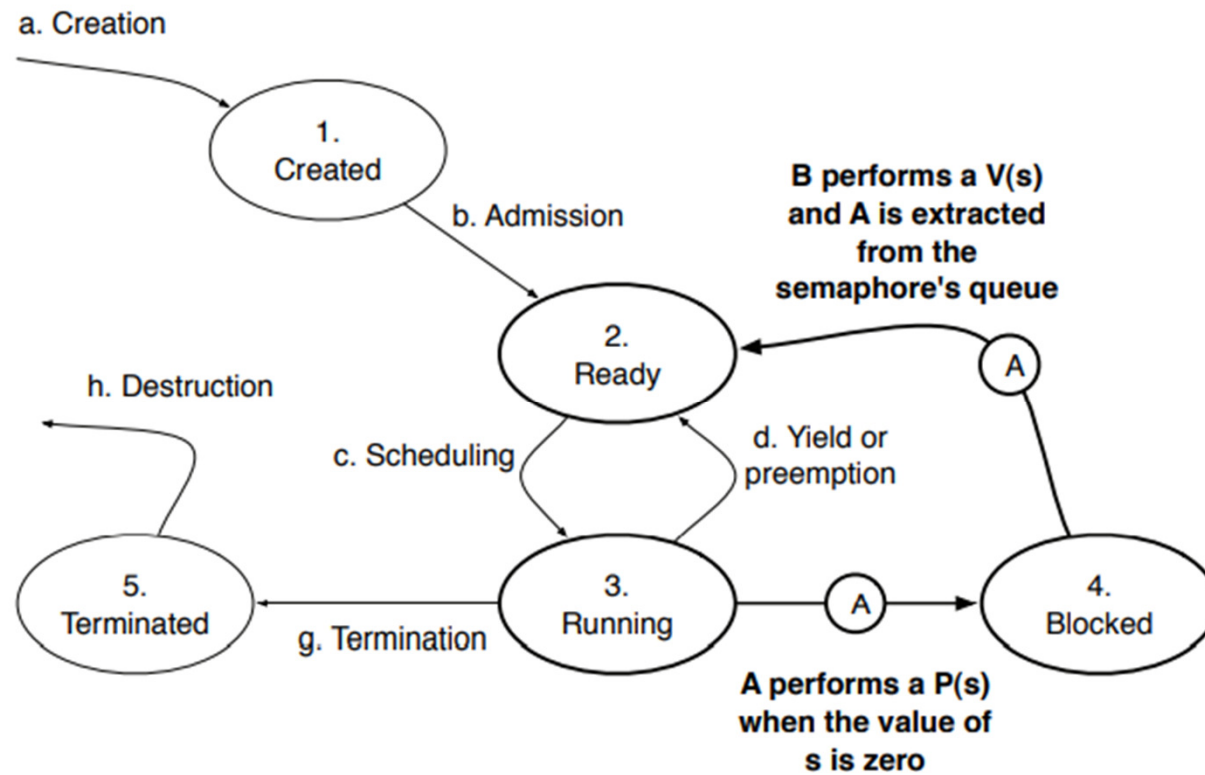 a. Creation
1.
Created
b. Admission
B performs a V(s)
and A is extracted
from the
semaphore's queue
2.
Ready
A
h. Destruction
c. Scheduling
d. Yield or
preemption
5.
Terminated
g. Termination
3.
Running
A
4.
Blocked
A performs a P(s)
when the value of
s is zero